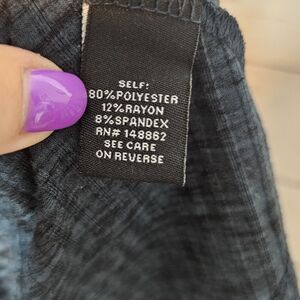 SELF:
80%POLYESTER
12%RAYON
8%SPANDEX
RN# 148862
SEE CARE
ON REVERSE